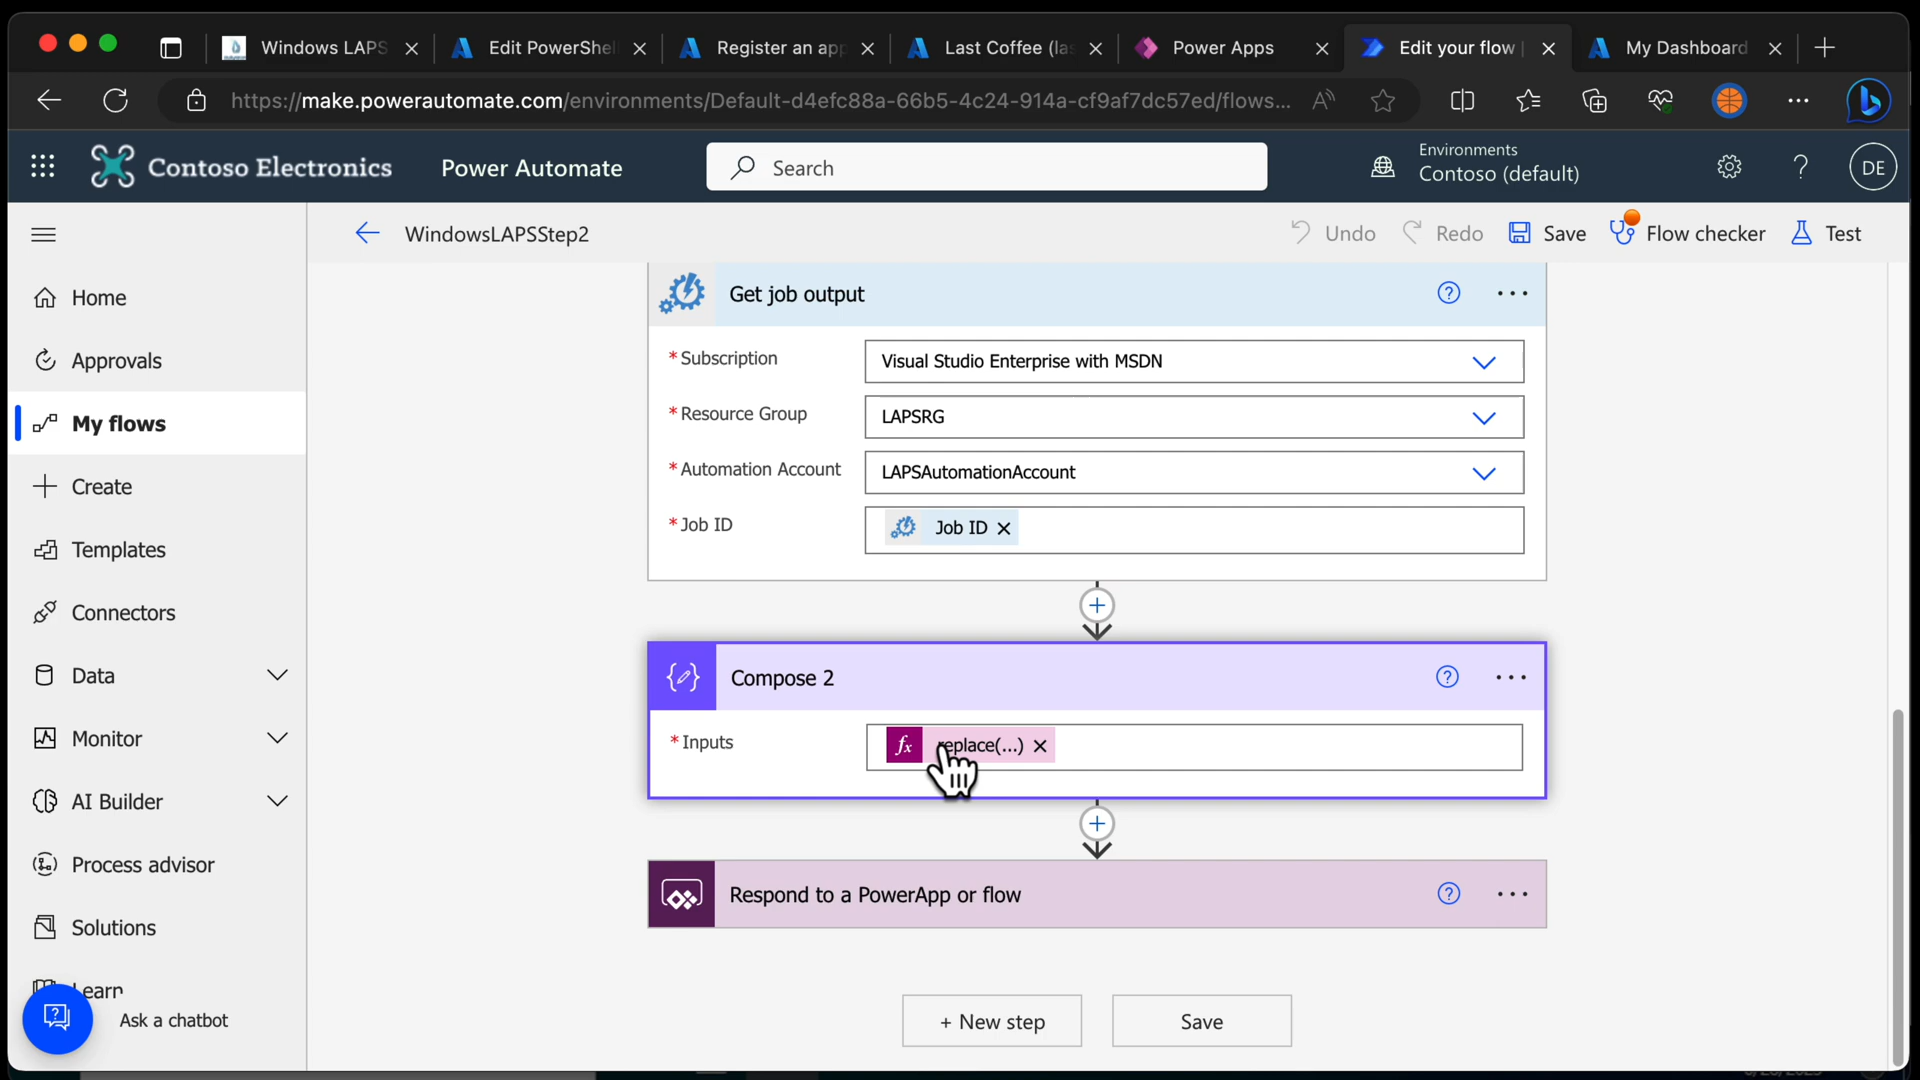 Windows LAPS
Edit PowerShel
Register an app
Last Coffee (las
Power Apps
Edit your flow |
My Dashboard
https://make.powerautomate.com/environments/Default-d4efc88a-66b5-4c24-914a-cf9af7dc57ed/flows...
Contoso Electronics
Power Automate
Search
Environments
Contoso (default)
DE
WindowsLAPSStep2
Undo
Redo
Save
Flow checker
Test
Home
Approvals
My flows
Create
Templates
Connectors
Data
Monitor
AI Builder
Process advisor
Solutions
Learn
Ask a chatbot
Get job output
*Subscription
Visual Studio Enterprise with MSDN
*Resource Group
LAPSRG
*Automation Account
LAPSAutomationAccount
*Job ID
Job ID
Compose 2
*Inputs
fx replace(...)
Respond to a PowerApp or flow
+ New step
Save